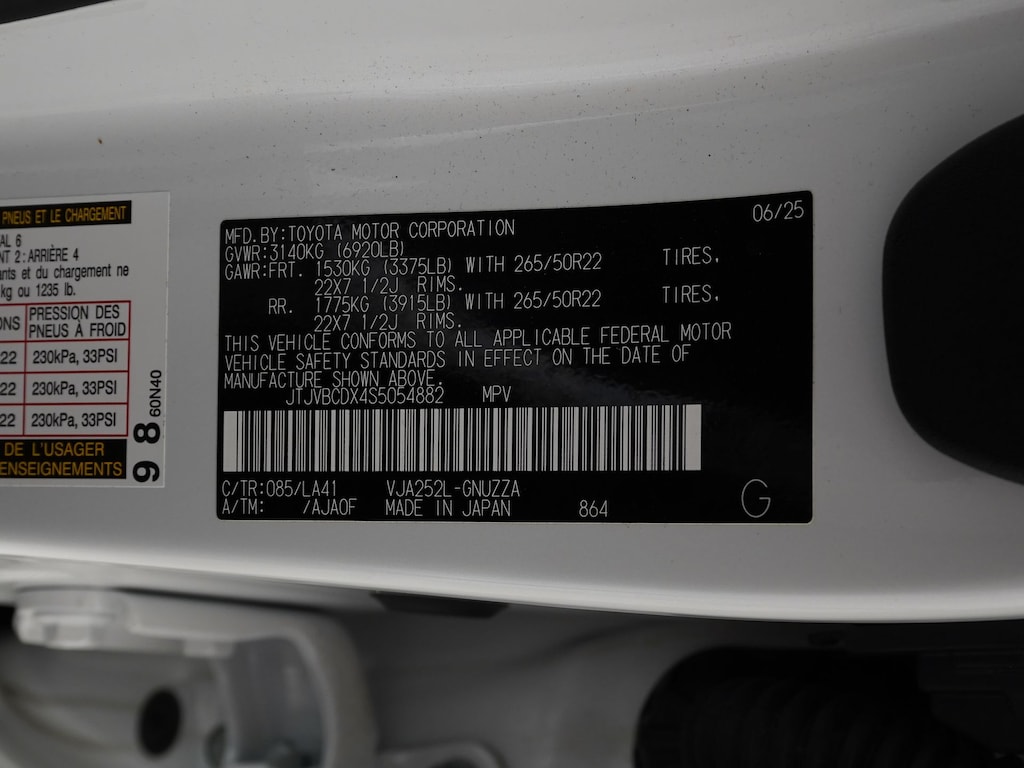 PNEUS ET LE CHARGEMENT
AL 6
NT 2: ARRIÈRE 4
ants et du chargement ne
kg ou 1235 lb.
ONS PRESSION DES
PNEUS À FROID
22 230kPa, 33PSI
22 230kPa, 33PSI
22 230kPa, 33PSI
DE L'USAGER
ENSEIGNEMENTS
98 60N40
06/25
MFD.BY:TOYOTA MOTOR CORPORATION
GVWR:3140KG (6920LB)
GAWR:FRT. 1530KG (3375LB) WITH 265/50R22 TIRES,
22X7 1/2J RIMS.
RR. 1775KG (3915LB) WITH 265/50R22 TIRES,
22X7 1/2J RIMS.
THIS VEHICLE CONFORMS TO ALL APPLICABLE FEDERAL MOTOR
VEHICLE SAFETY STANDARDS IN EFFECT ON THE DATE OF
MANUFACTURE SHOWN ABOVE.
JTJVBCDX4S5054882 MPV
C/TR:085/LA41 VJA252L-GNUZZA
A/TM: /AJA0F MADE IN JAPAN 864 G